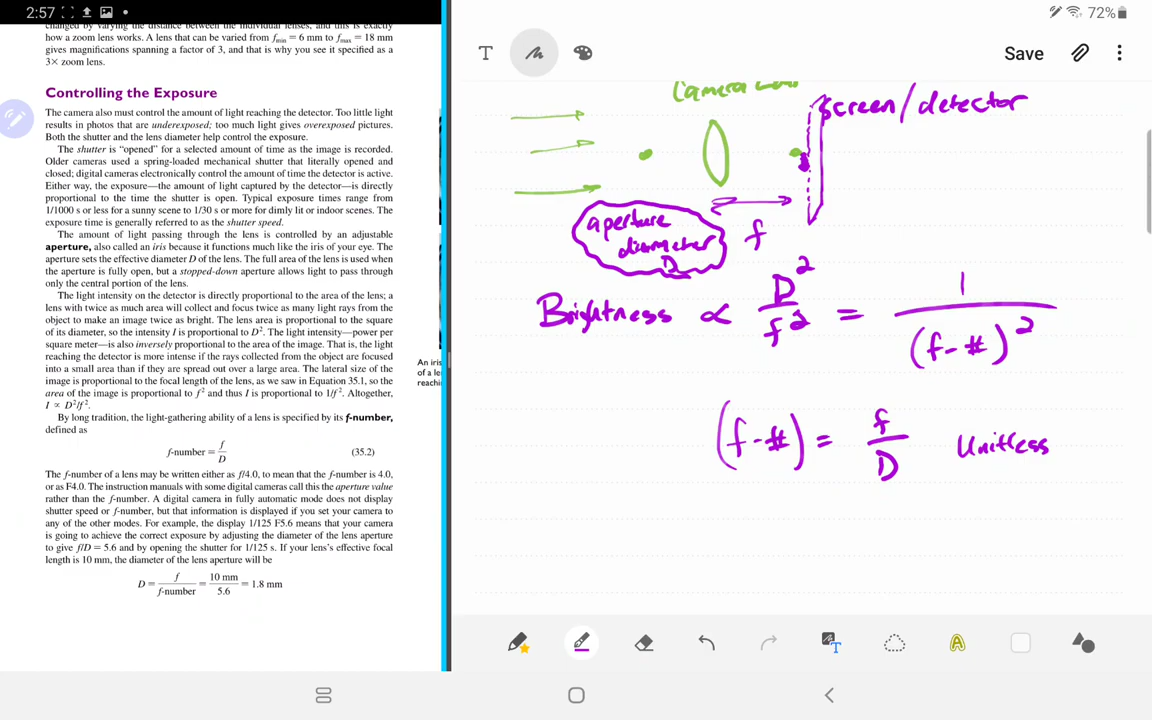 2:57
72%
changed by varying the distance between the individual lenses, and this is exactly
how a zoom lens works. A lens that can be varied from fmin = 6 mm to fmax = 18 mm
gives magnifications spanning a factor of 3, and that is why you see it specified as a
3× zoom lens.
Controlling the Exposure
The camera also must control the amount of light reaching the detector. Too little light
results in photos that are underexposed; too much light gives overexposed pictures.
Both the shutter and the lens diameter help control the exposure.
The shutter is “opened” for a selected amount of time as the image is recorded.
Older cameras used a spring-loaded mechanical shutter that literally opened and
closed; digital cameras electronically control the amount of time the detector is active.
Either way, the exposure—the amount of light captured by the detector—is directly
proportional to the time the shutter is open. Typical exposure times range from
1/1000 s or less for a sunny scene to 1/30 s or more for dimly lit or indoor scenes. The
exposure time is generally referred to as the shutter speed.
The amount of light passing through the lens is controlled by an adjustable
aperture, also called an iris because it functions much like the iris of your eye. The
aperture sets the effective diameter D of the lens. The full area of the lens is used when
the aperture is fully open, but a stopped-down aperture allows light to pass through
only the central portion of the lens.
The light intensity on the detector is directly proportional to the area of the lens; a
lens with twice as much area will collect and focus twice as many light rays from the
object to make an image twice as bright. The lens area is proportional to the square
of its diameter, so the intensity I is proportional to D². The light intensity—power per
square meter—is also inversely proportional to the area of the image. That is, the light
reaching the detector is more intense if the rays collected from the object are focused
into a small area than if they are spread out over a large area. The lateral size of the
image is proportional to the focal length of the lens, as we saw in Equation 35.1, so the
area of the image is proportional to f² and thus I is proportional to 1/f². Altogether,
I ∝ D²/f².
By long tradition, the light-gathering ability of a lens is specified by its f-number,
defined as
f-number = f/D (35.2)
The f-number of a lens may be written either as f/4.0, to mean that the f-number is 4.0,
or as F4.0. The instruction manuals with some digital cameras call this the aperture value
rather than the f-number. A digital camera in fully automatic mode does not display
shutter speed or f-number, but that information is displayed if you set your camera to
any of the other modes. For example, the display 1/125 F5.6 means that your camera
is going to achieve the correct exposure by adjusting the diameter of the lens aperture
to give f/D = 5.6 and by opening the shutter for 1/125 s. If your lens’s effective focal
length is 10 mm, the diameter of the lens aperture will be
D = f/f-number = 10 mm/5.6 = 1.8 mm
An iris
of a le
reachi
T
Save
Camera
screen/detector
aperture
diameter
D
f
Brightness ∝ D²/f² = 1/(f-#)²
(f-#) = f/D Unitless
T
A